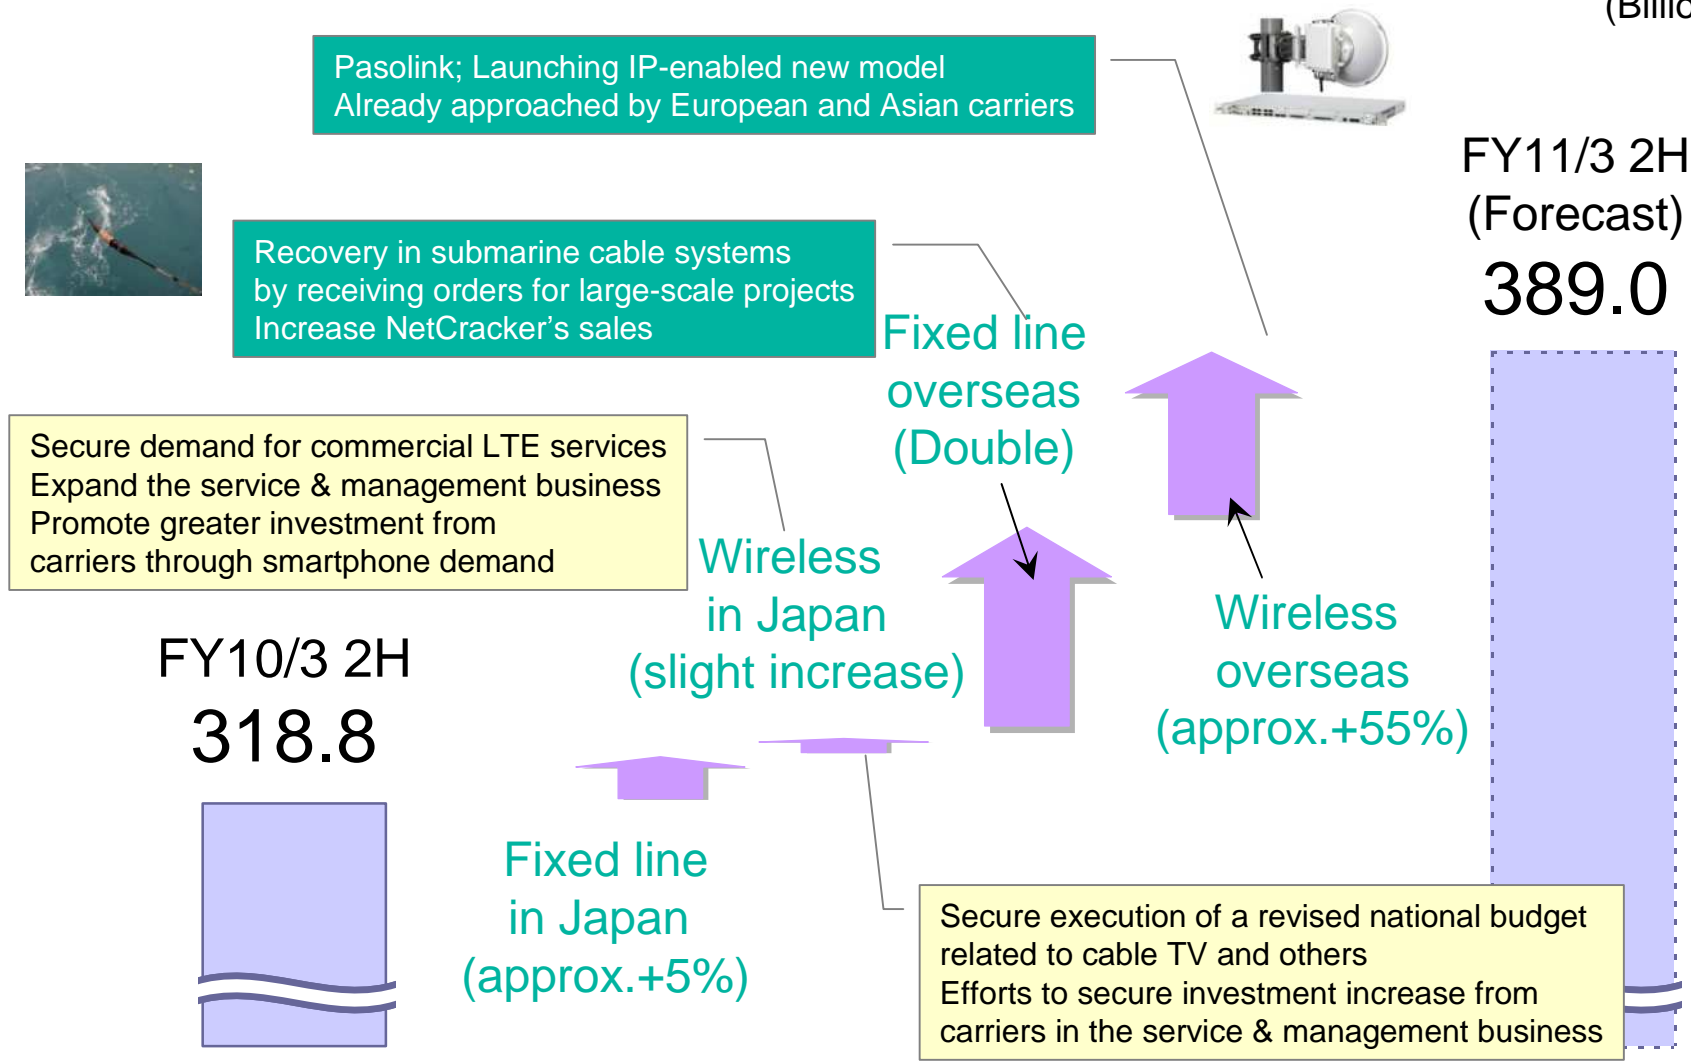 Pasolink; Launching IP-enabled new model
Already approached by European and Asian carriers
FY11/3 2H
(Forecast)
389.0
Recovery in submarine cable systems
by receiving orders for large-scale projects
Increase NetCracker’s sales
Fixed line
overseas
(Double)
Secure demand for commercial LTE services
Expand the service & management business
Promote greater investment from
carriers through smartphone demand
Wireless
in Japan
(slight increase)
Wireless
overseas
(approx.+55%)
FY10/3 2H
318.8
Fixed line
in Japan
(approx.+5%)
Secure execution of a revised national budget
related to cable TV and others
Efforts to secure investment increase from
carriers in the service & management business